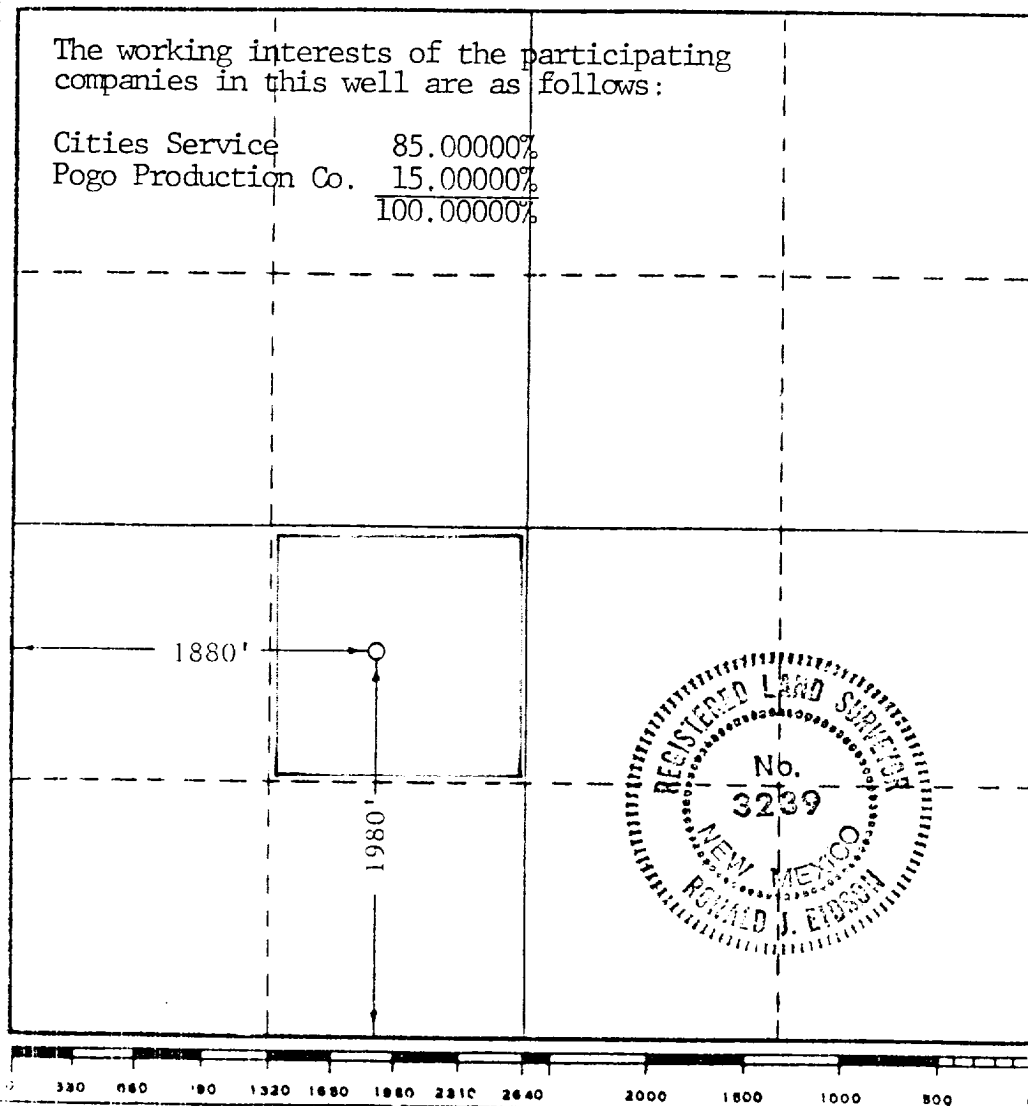 The working interests of the participating
companies in this well are as follows:
Cities Service 85.00000%
Pogo Production Co. 15.00000%
100.00000%
1880'
1980'
REGISTERED LAND SURVEYOR
No.
3239
NEW MEXICO
RONALD J. EIDSON
330 660 '90 1320 1650 1980 2310 2640 2000 1500 1000 500